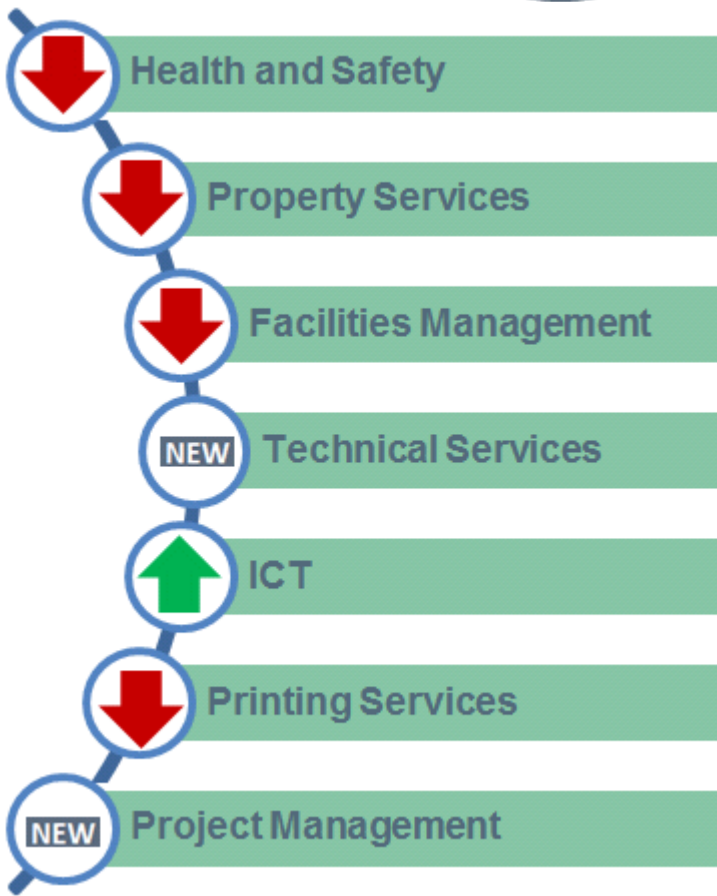 Health and Safety
Property Services
Facilities Management
NEW Technical Services
ICT
Printing Services
NEW Project Management